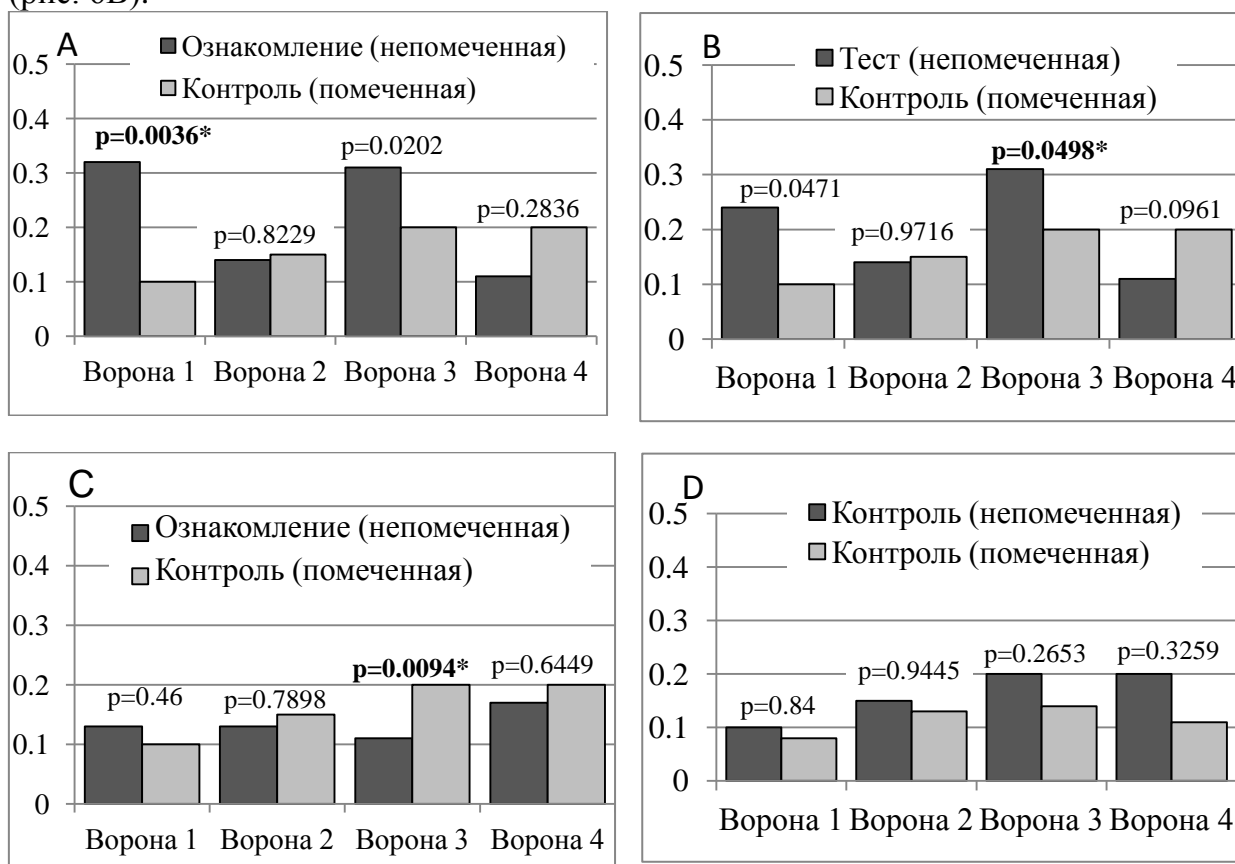 (рис. 6В).
A
Ознакомление (непомеченная)
Контроль (помеченная)
0.5
0.4
0.3
0.2
0.1
0
p=0.0036*
p=0.8229
p=0.0202
p=0.2836
Ворона 1 Ворона 2 Ворона 3 Ворона 4
B
Тест (непомеченная)
Контроль (помеченная)
0.5
0.4
0.3
0.2
0.1
0
p=0.0471
p=0.9716
p=0.0498*
p=0.0961
Ворона 1 Ворона 2 Ворона 3 Ворона 4
C
Ознакомление (непомеченная)
Контроль (помеченная)
0.5
0.4
0.3
0.2
0.1
0
p=0.46
p=0.7898
p=0.0094*
p=0.6449
Ворона 1 Ворона 2 Ворона 3 Ворона 4
D
Контроль (непомеченная)
Контроль (помеченная)
0.5
0.4
0.3
0.2
0.1
0
p=0.84
p=0.9445
p=0.2653
p=0.3259
Ворона 1 Ворона 2 Ворона 3 Ворона 4